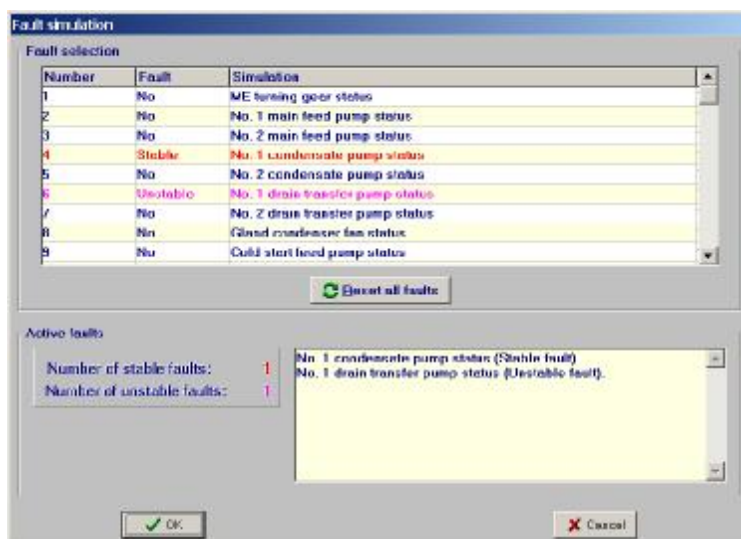 Fault simulation
Fault selection
Number Fault Simulation
1 No ME turning gear status
2 No No. 1 main feed pump status
3 No No. 2 main feed pump status
4 Stable No. 1 condensate pump status
5 No No. 2 condensate pump status
6 Unstable No. 1 drain transfer pump status
7 No No. 2 drain transfer pump status
8 No Gland condenser fan status
9 No Cold start feed pump status
Reset all faults
Active faults
Number of stable faults: 1
Number of unstable faults: 1
No. 1 condensate pump status (Stable fault)
No. 1 drain transfer pump status (Unstable fault).
OK Cancel